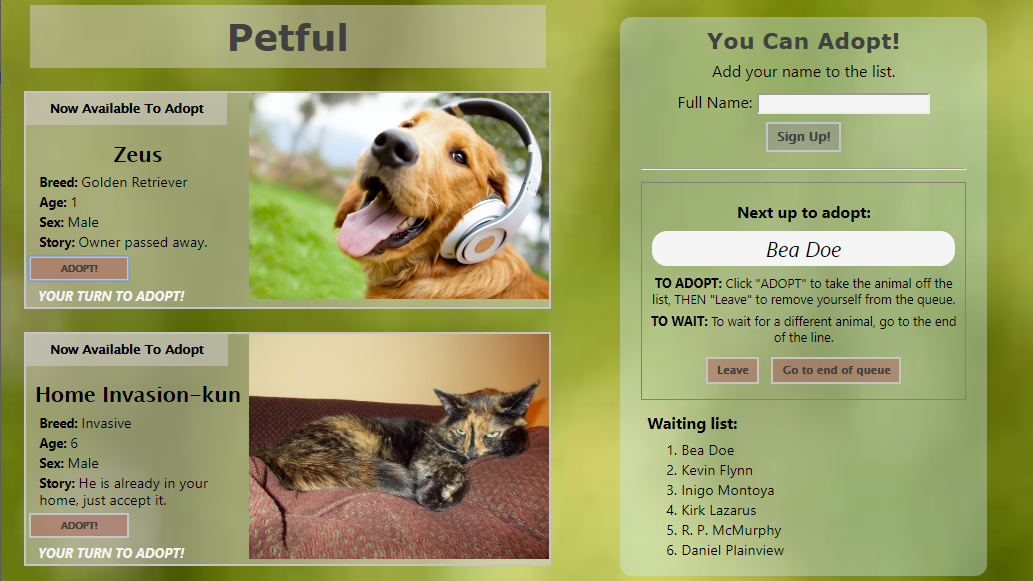 Petful
Now Available To Adopt
Zeus
Breed: Golden Retriever
Age: 1
Sex: Male
Story: Owner passed away.
ADOPT!
YOUR TURN TO ADOPT!
Now Available To Adopt
Home Invasion-kun
Breed: Invasive
Age: 6
Sex: Male
Story: He is already in your
home, just accept it.
ADOPT!
YOUR TURN TO ADOPT!
You Can Adopt!
Add your name to the list.
Full Name:
Sign Up!
Next up to adopt:
Bea Doe
TO ADOPT: Click "ADOPT" to take the animal off the
list, THEN "Leave" to remove yourself from the queue.
TO WAIT: To wait for a different animal, go to the end
of the line.
Leave
Go to end of queue
Waiting list:
1. Bea Doe
2. Kevin Flynn
3. Inigo Montoya
4. Kirk Lazarus
5. R. P. McMurphy
6. Daniel Plainview